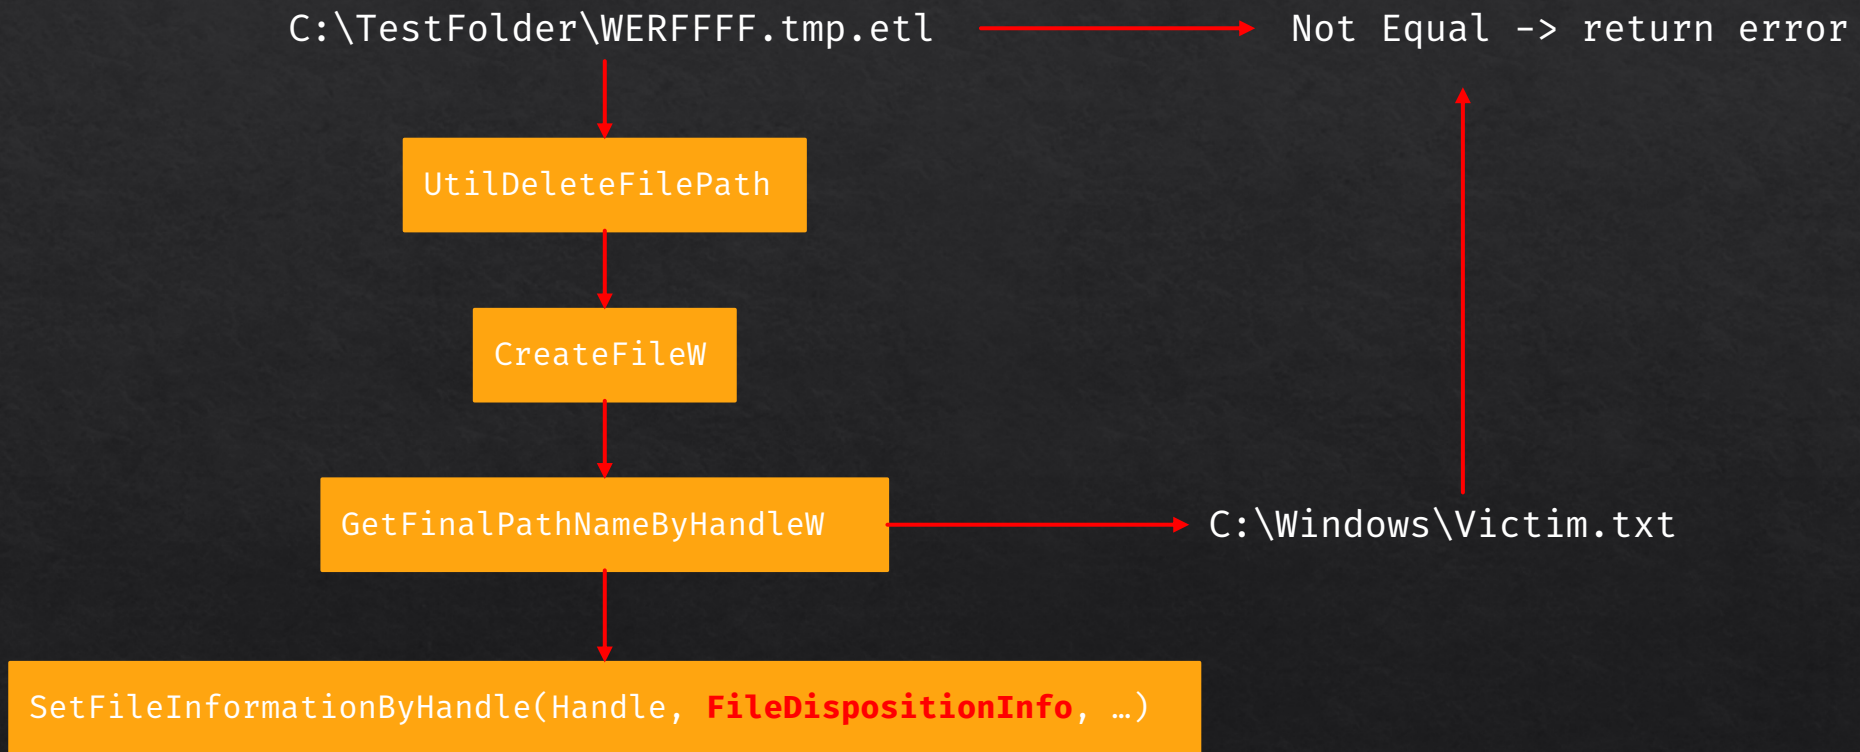 C:\TestFolder\WERFFFF.tmp.etl
Not Equal -> return error
UtilDeleteFilePath
CreateFileW
GetFinalPathNameByHandleW
C:\Windows\Victim.txt
SetFileInformationByHandle(Handle, FileDispositionInfo, …)